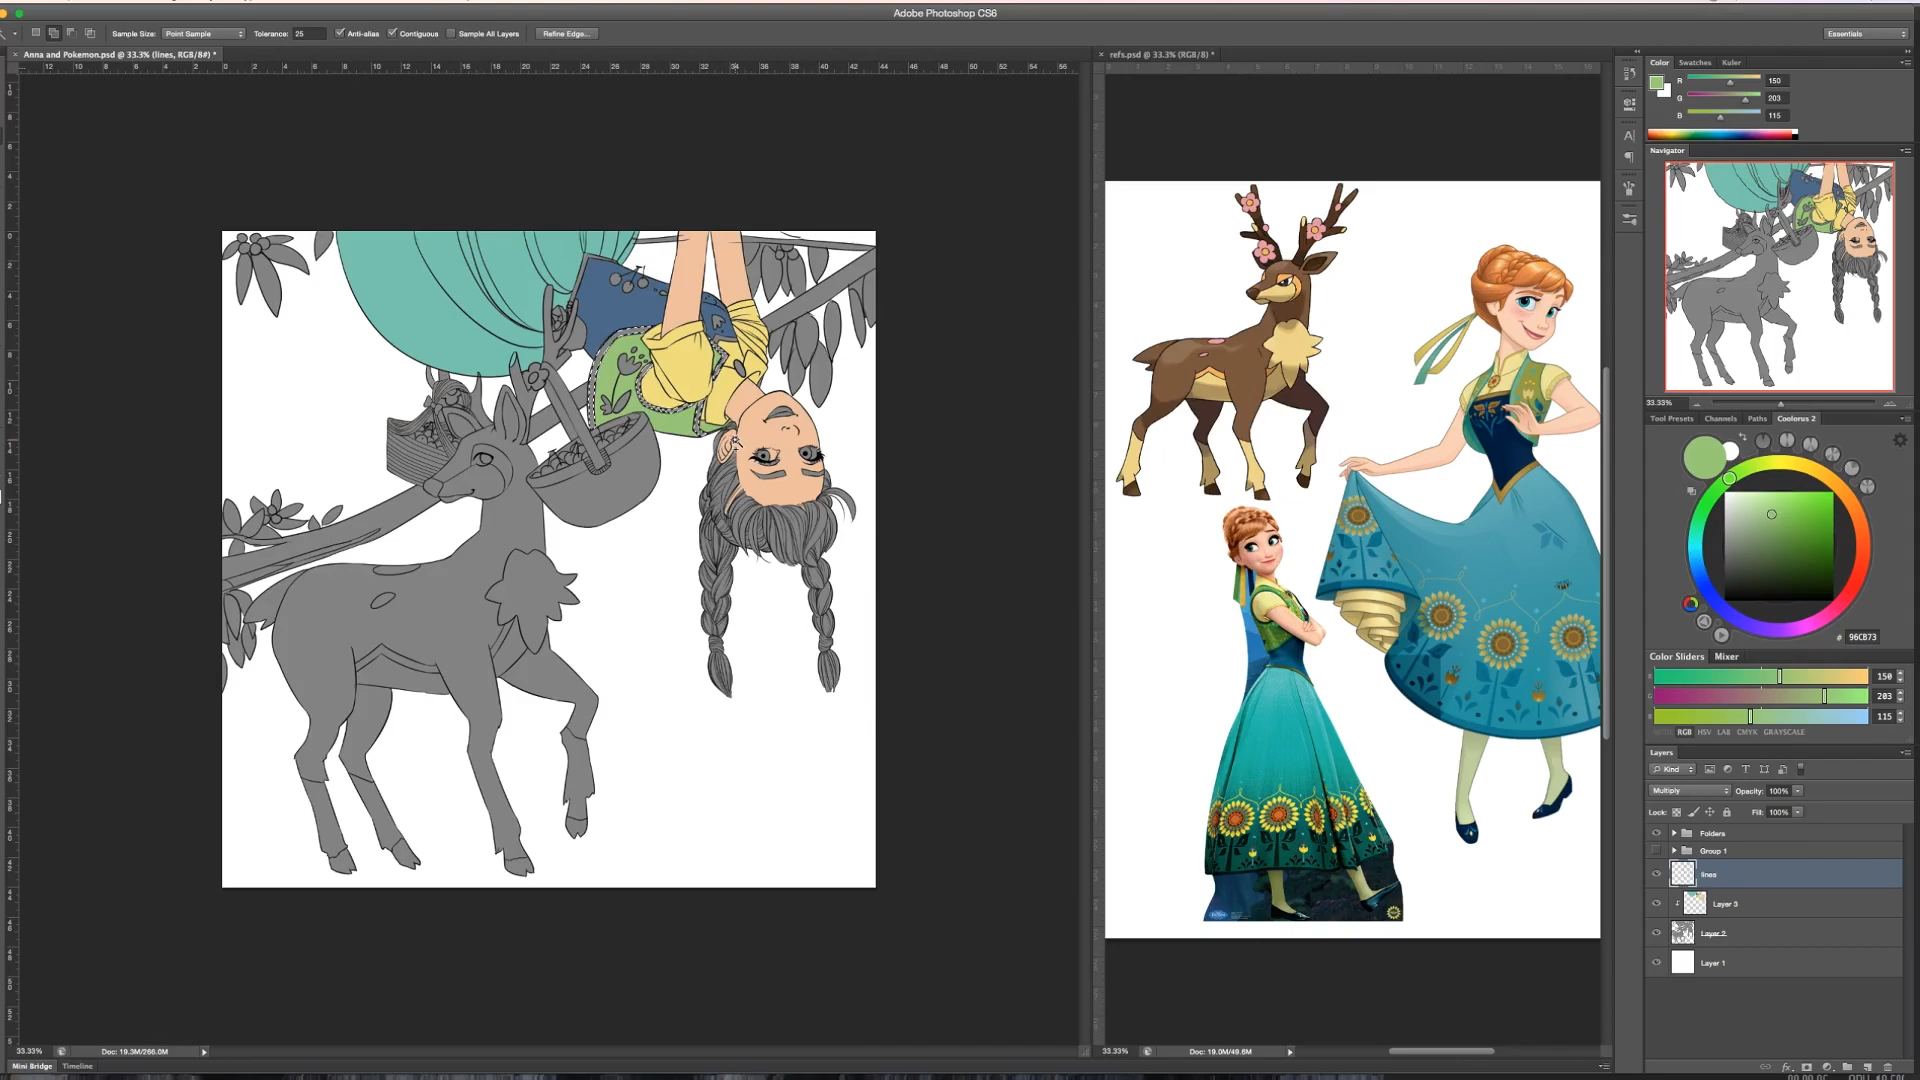 Adobe Photoshop CS6
Sample Size: Point Sample Tolerance: 25 Anti-alias Contiguous Sample All Layers Refine Edge... Essentials
Anna and Pokemon.psd @ 33.3% (lines, RGB/8#) *
refs.psd @ 33.3% (RGB/8) *
Color Swatches Kuler
R 150
G 203
B 115
Navigator
33.33%
Tool Presets Channels Paths Coolorus 2
# 96CB73
Color Sliders Mixer
150
203
115
RGB HSV LAB CMYK GRAYSCALE
Layers
Kind
Multiply Opacity: 100%
Lock: Fill: 100%
Folders
Group 1
lines
Layer 3
Layer 2
Layer 1
33.33% Doc: 19.3M/266.0M
33.33% Doc: 19.0M/49.6M
Mini Bridge Timeline